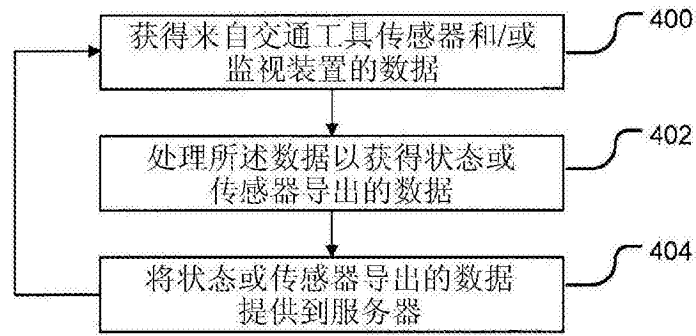 获得来自交通工具传感器和/或
监视装置的数据
400
处理所述数据以获得状态或
传感器导出的数据
402
将状态或传感器导出的数据
提供到服务器
404